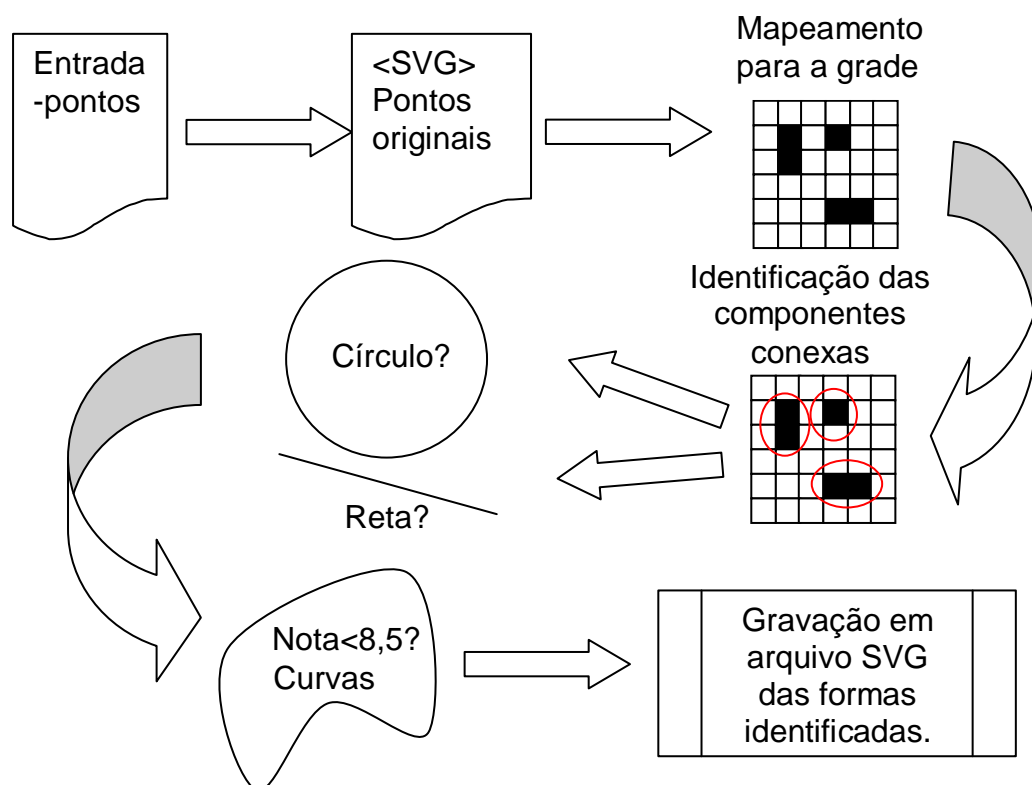 Entrada
-pontos
<SVG>
Pontos
originais
Mapeamento
para a grade
Identificação das
componentes
conexas
Círculo?
Reta?
Nota<8,5?
Curvas
Gravação em
arquivo SVG
das formas
identificadas.